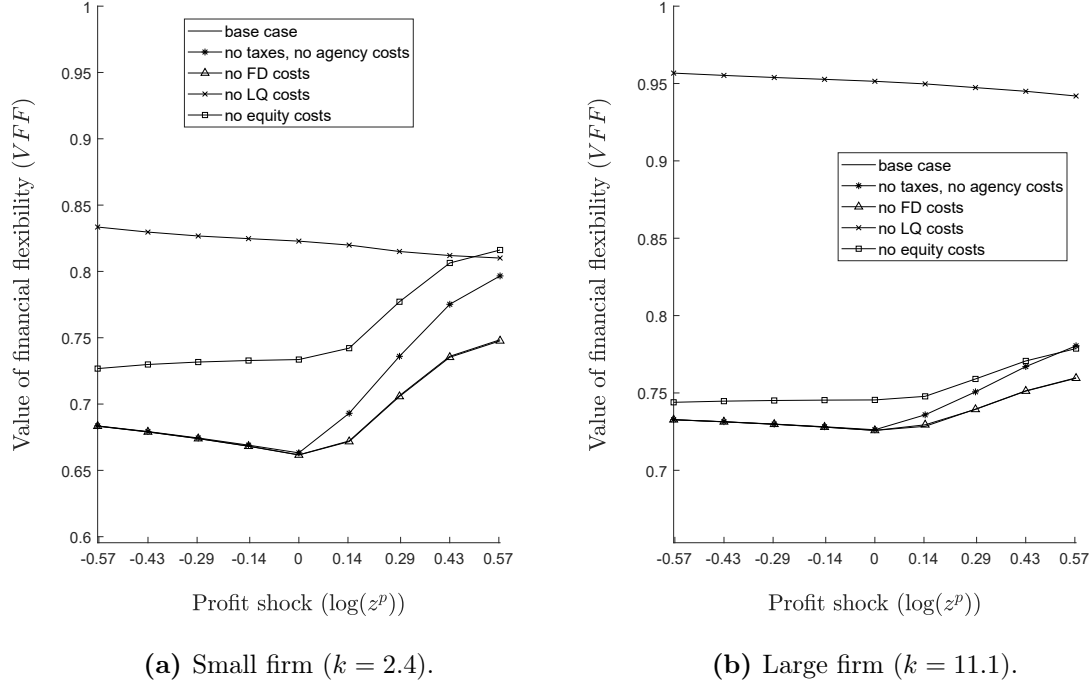 Value of financial flexibility (VFF)
1
0.95
0.9
0.85
0.8
0.75
0.7
0.65
0.6
base case
no taxes, no agency costs
no FD costs
no LQ costs
no equity costs
-0.57 -0.43 -0.29 -0.14 0 0.14 0.29 0.43 0.57
Profit shock (log(z^p))
(a) Small firm (k = 2.4).
Value of financial flexibility (VFF)
1
0.95
0.9
0.85
0.8
0.75
0.7
base case
no taxes, no agency costs
no FD costs
no LQ costs
no equity costs
-0.57 -0.43 -0.29 -0.14 0 0.14 0.29 0.43 0.57
Profit shock (log(z^p))
(b) Large firm (k = 11.1).